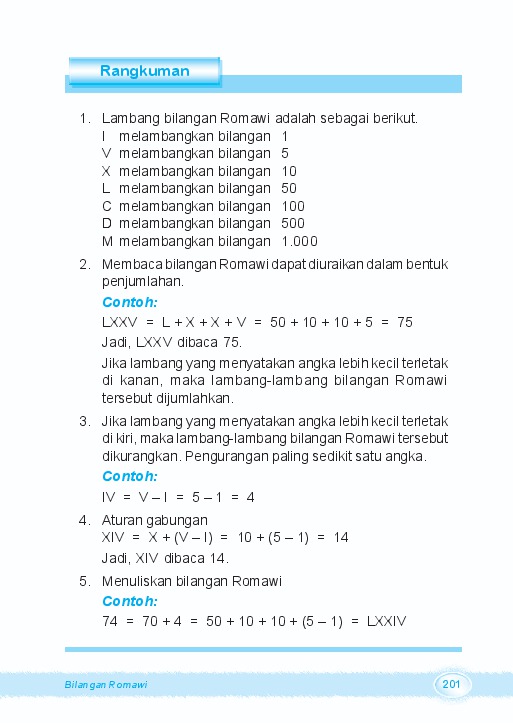 Rangkuman
1. Lambang bilangan Romawi adalah sebagai berikut.
I melambangkan bilangan 1
V melambangkan bilangan 5
X melambangkan bilangan 10
L melambangkan bilangan 50
C melambangkan bilangan 100
D melambangkan bilangan 500
M melambangkan bilangan 1.000
2. Membaca bilangan Romawi dapat diuraikan dalam bentuk
penjumlahan.
Contoh:
LXXV = L + X + X + V = 50 + 10 + 10 + 5 = 75
Jadi, LXXV dibaca 75.
Jika lambang yang menyatakan angka lebih kecil terletak
di kanan, maka lambang-lambang bilangan Romawi
tersebut dijumlahkan.
3. Jika lambang yang menyatakan angka lebih kecil terletak
di kiri, maka lambang-lambang bilangan Romawi tersebut
dikurangkan. Pengurangan paling sedikit satu angka.
Contoh:
IV = V – I = 5 – 1 = 4
4. Aturan gabungan
XIV = X + (V – I) = 10 + (5 – 1) = 14
Jadi, XIV dibaca 14.
5. Menuliskan bilangan Romawi
Contoh:
74 = 70 + 4 = 50 + 10 + 10 + (5 – 1) = LXXIV
Bilangan Romawi 201